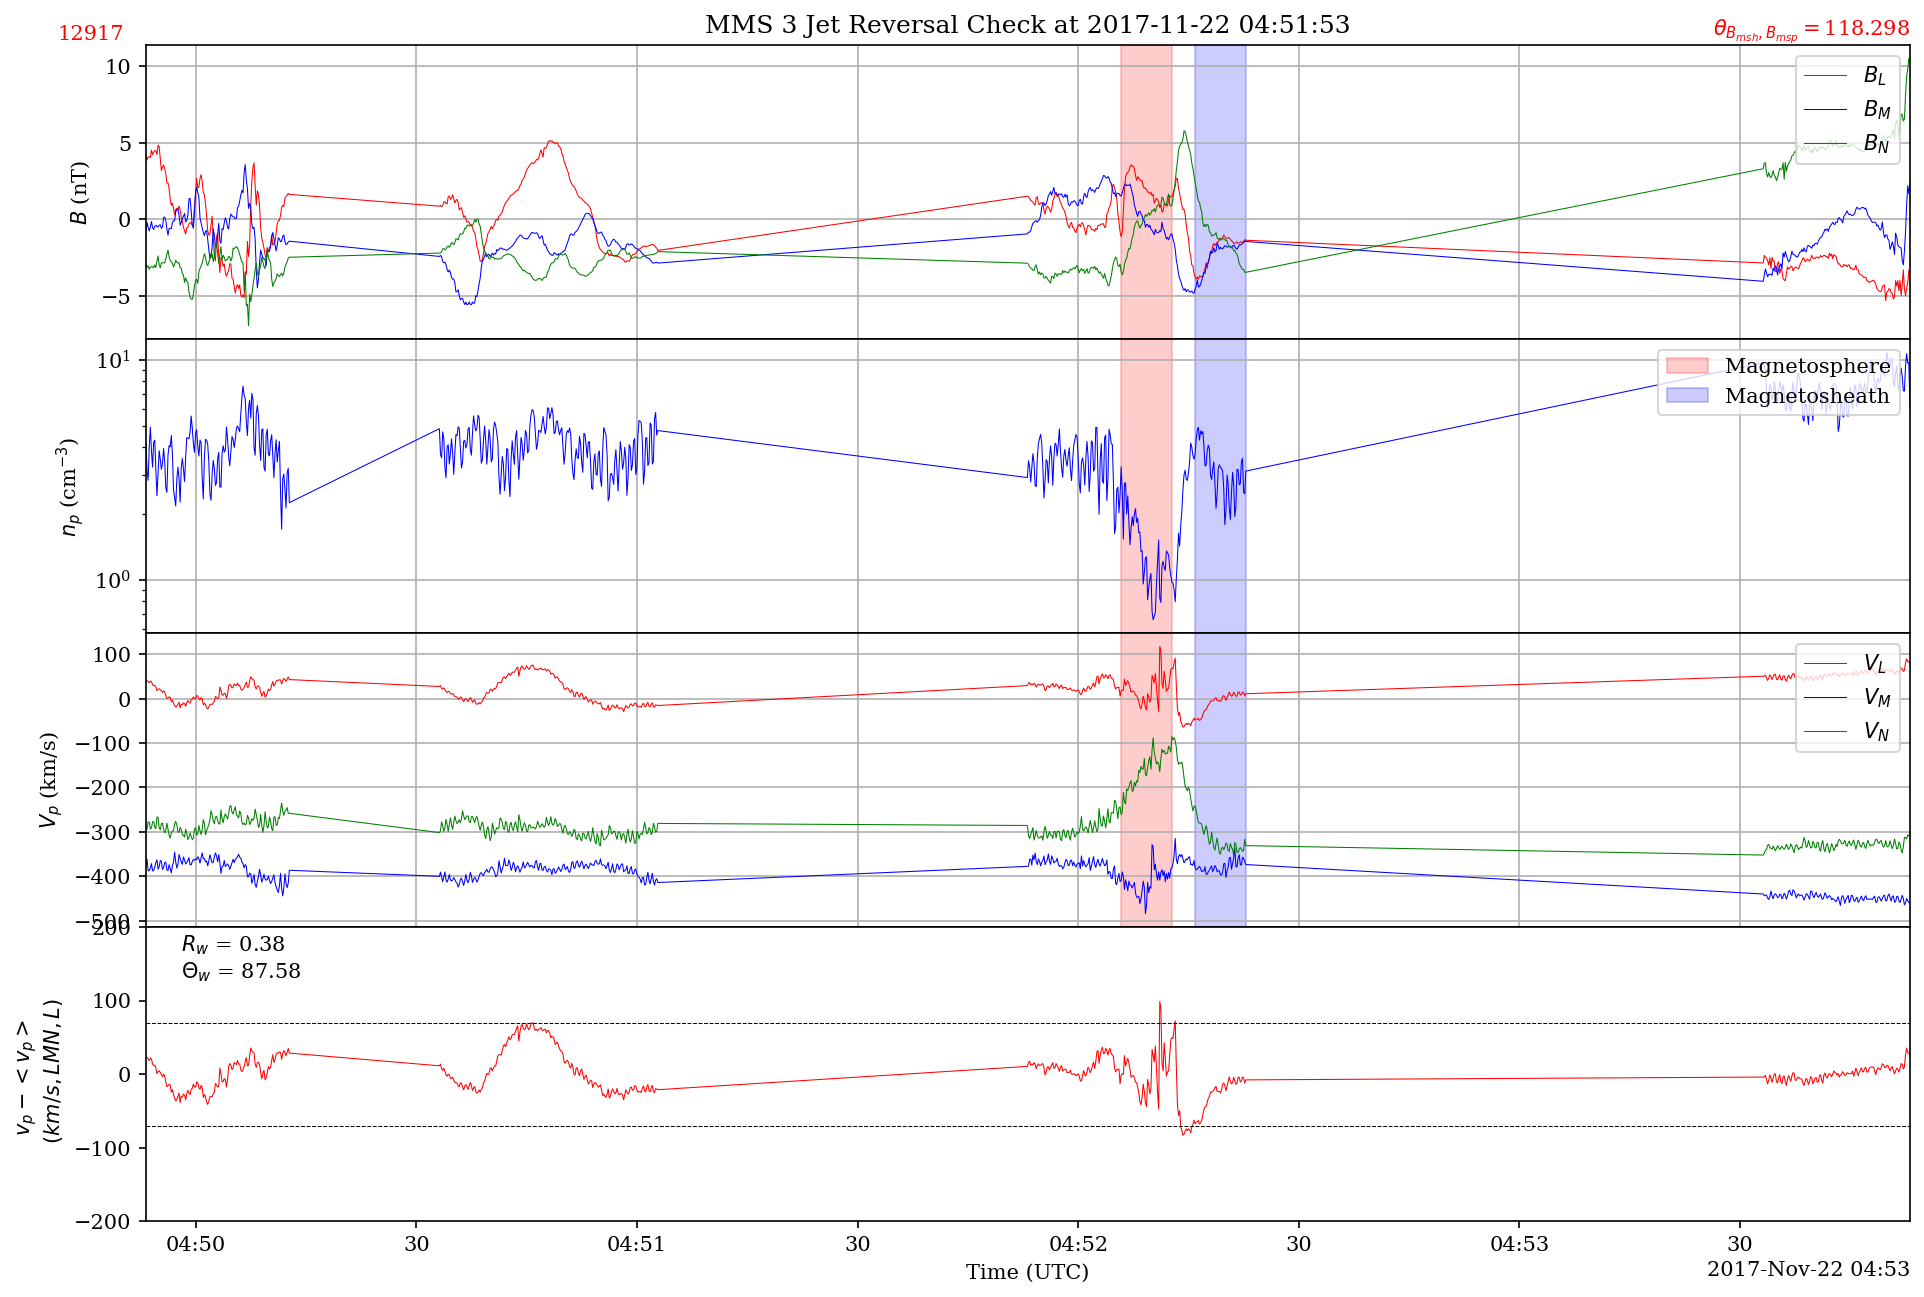 MMS 3 Jet Reversal Check at 2017-11-22 04:51:53
12917
θ_{B_{msh}, B_{msp}} = 118.298
10
5
0
−5
B (nT)
B_L
B_M
B_N
10^1
10^0
n_p (cm^{−3})
Magnetosphere
Magnetosheath
100
0
−100
−200
−300
−400
−500
V_p (km/s)
V_L
V_M
V_N
200
100
0
−100
−200
v_p − < v_p >
(km/s, LMN, L)
R_w = 0.38
Θ_w = 87.58
04:50
30
04:51
30
04:52
30
04:53
30
Time (UTC)
2017-Nov-22 04:53